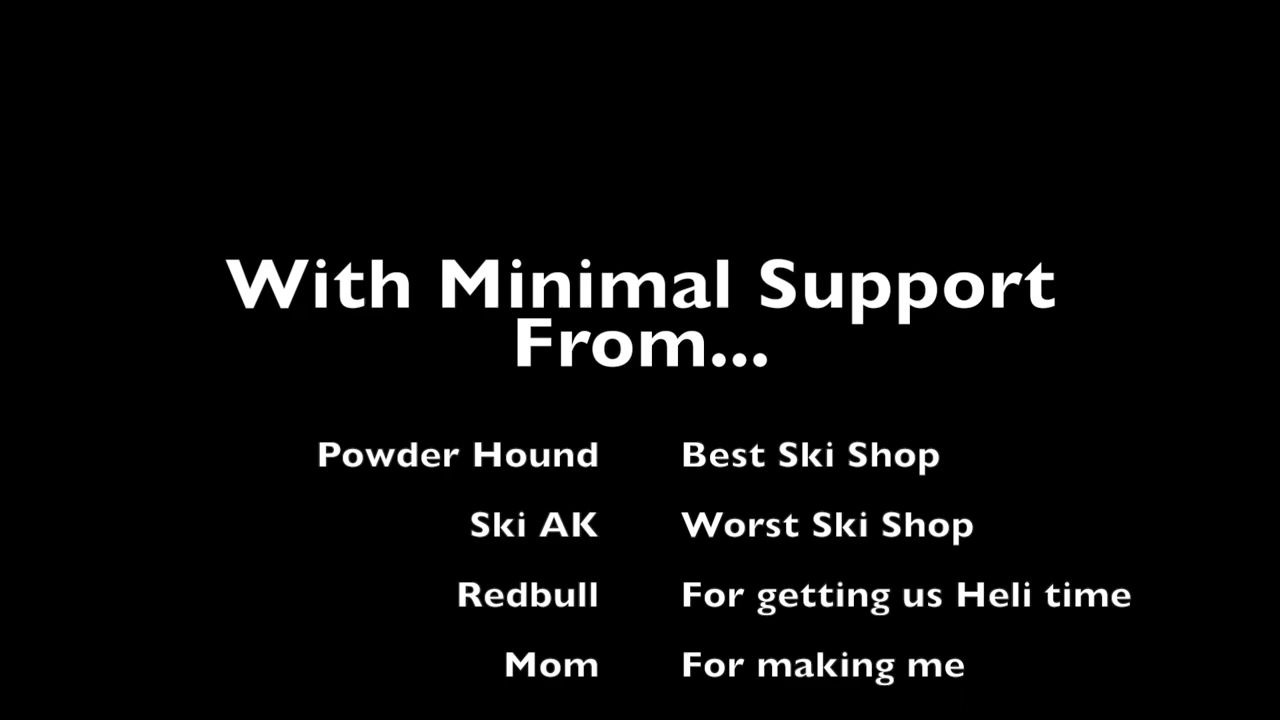 With Minimal Support
From...
Powder Hound Best Ski Shop
Ski AK Worst Ski Shop
Redbull For getting us Heli time
Mom For making me